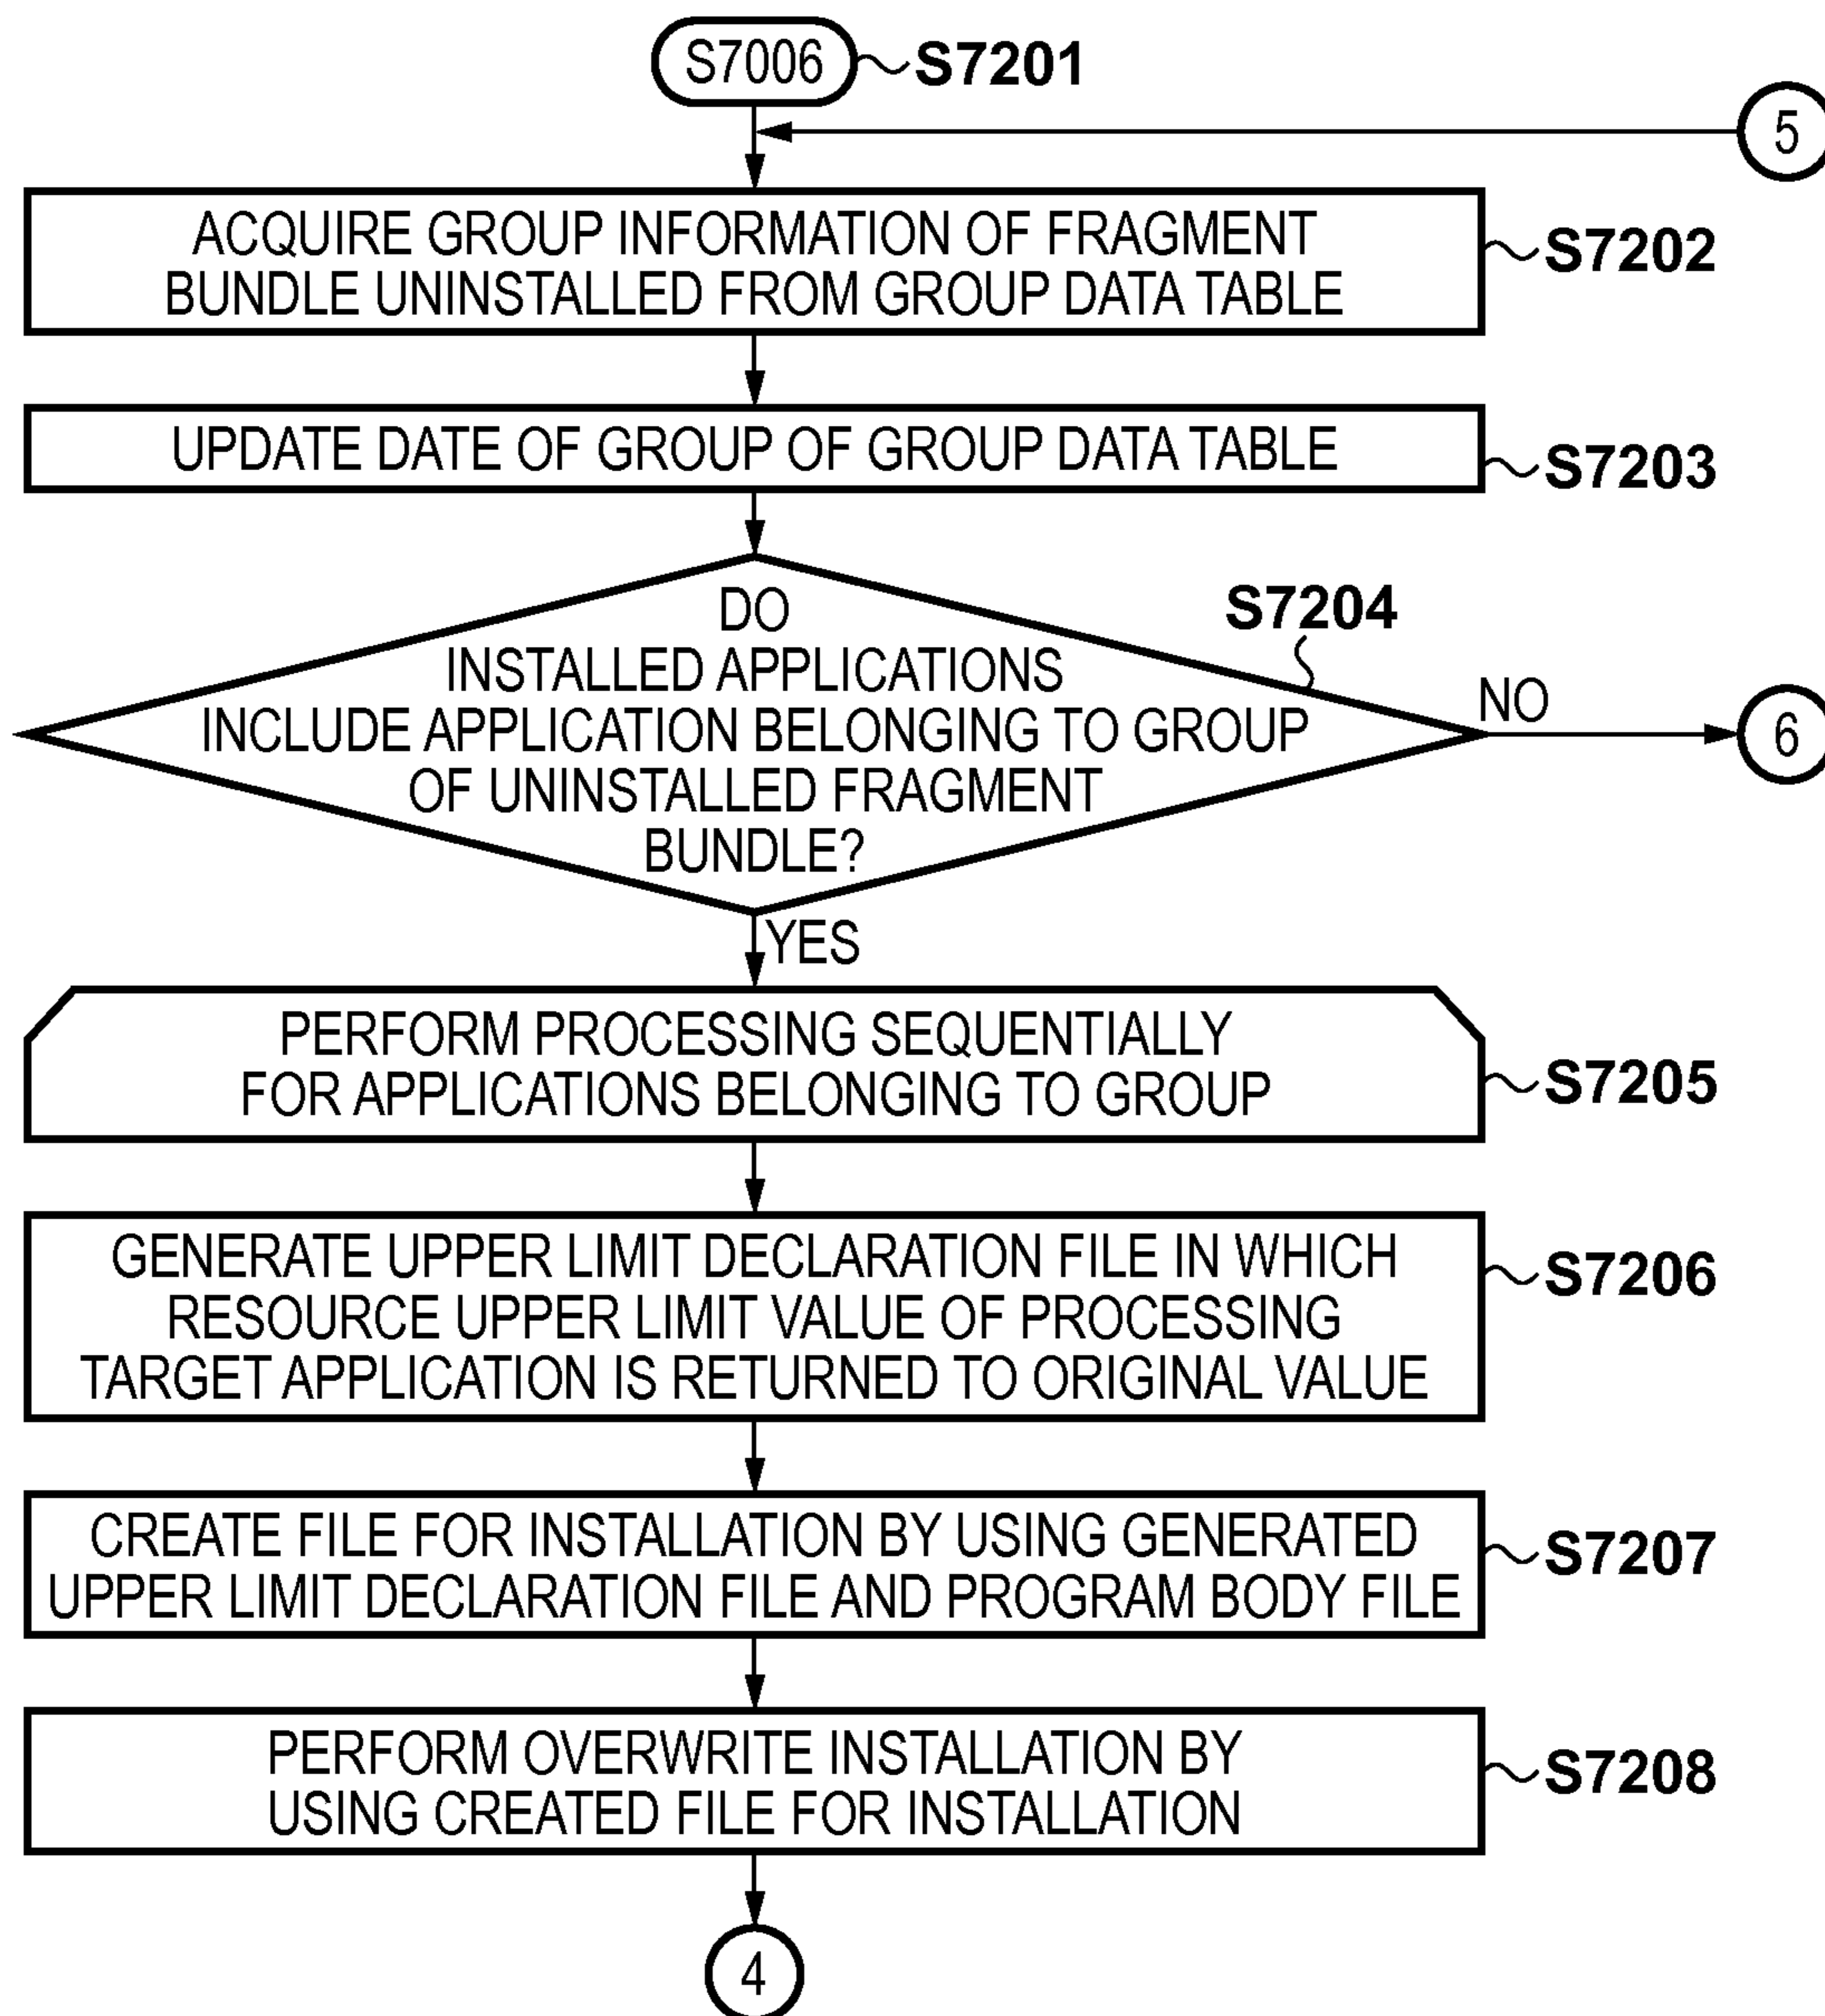 S7006
S7201
5
ACQUIRE GROUP INFORMATION OF FRAGMENT
BUNDLE UNINSTALLED FROM GROUP DATA TABLE
S7202
UPDATE DATE OF GROUP OF GROUP DATA TABLE
S7203
DO
INSTALLED APPLICATIONS
INCLUDE APPLICATION BELONGING TO GROUP
OF UNINSTALLED FRAGMENT
BUNDLE?
S7204
NO
6
YES
PERFORM PROCESSING SEQUENTIALLY
FOR APPLICATIONS BELONGING TO GROUP
S7205
GENERATE UPPER LIMIT DECLARATION FILE IN WHICH
RESOURCE UPPER LIMIT VALUE OF PROCESSING
TARGET APPLICATION IS RETURNED TO ORIGINAL VALUE
S7206
CREATE FILE FOR INSTALLATION BY USING GENERATED
UPPER LIMIT DECLARATION FILE AND PROGRAM BODY FILE
S7207
PERFORM OVERWRITE INSTALLATION BY
USING CREATED FILE FOR INSTALLATION
S7208
4